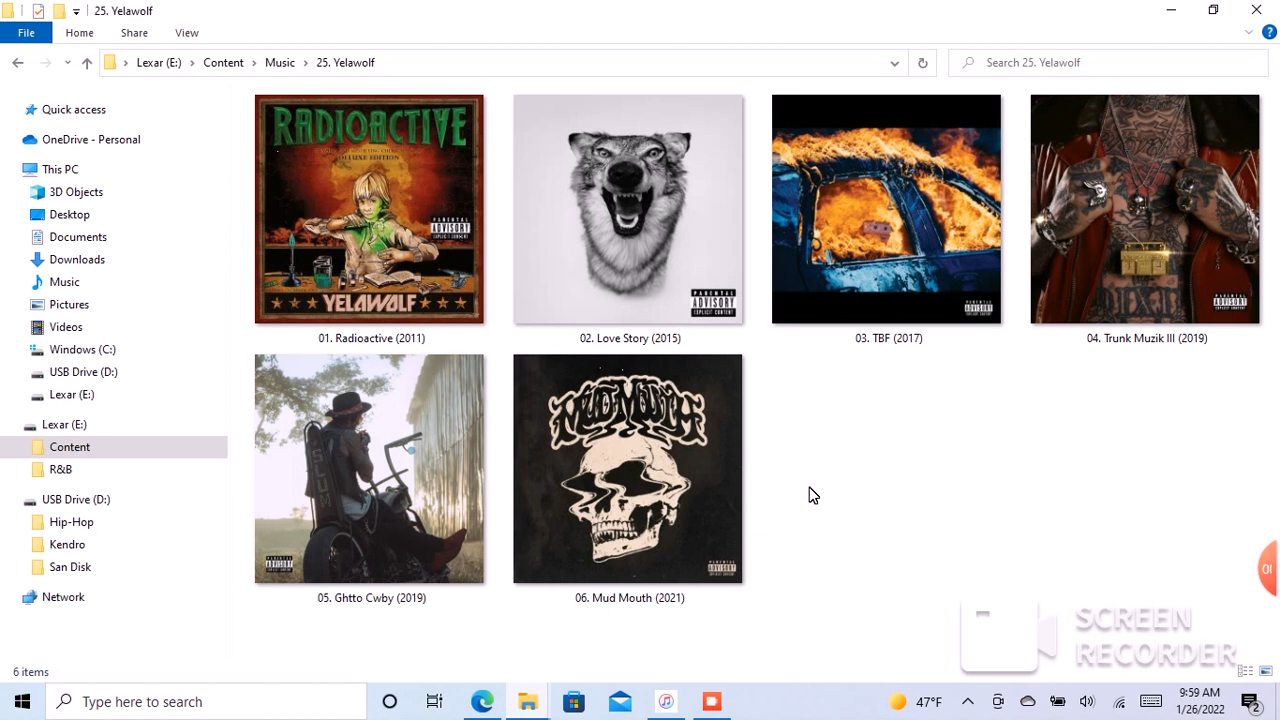 25. Yelawolf
File
Home
Share
View
Lexar (E:)
Content
Music
25. Yelawolf
Search 25. Yelawolf
Quick access
OneDrive - Personal
This PC
3D Objects
Desktop
Documents
Downloads
Music
Pictures
Videos
Windows (C:)
USB Drive (D:)
Lexar (E:)
Lexar (E:)
Content
R&B
USB Drive (D:)
Hip-Hop
Kendro
San Disk
Network
RADIOACTIVE
DELUXE EDITION
PARENTAL
ADVISORY
EXPLICIT CONTENT
YELAWOLF
01. Radioactive (2011)
PARENTAL
ADVISORY
EXPLICIT CONTENT
02. Love Story (2015)
PARENTAL
ADVISORY
EXPLICIT CONTENT
03. TBF (2017)
PARENTAL
ADVISORY
EXPLICIT CONTENT
04. Trunk Muzik III (2019)
SLUM
PARENTAL
ADVISORY
EXPLICIT CONTENT
05. Ghtto Cwby (2019)
MUD MOUTH
PARENTAL
ADVISORY
EXPLICIT CONTENT
06. Mud Mouth (2021)
00
SCREEN
RECORDER
6 items
Type here to search
47°F
9:59 AM
1/26/2022
2